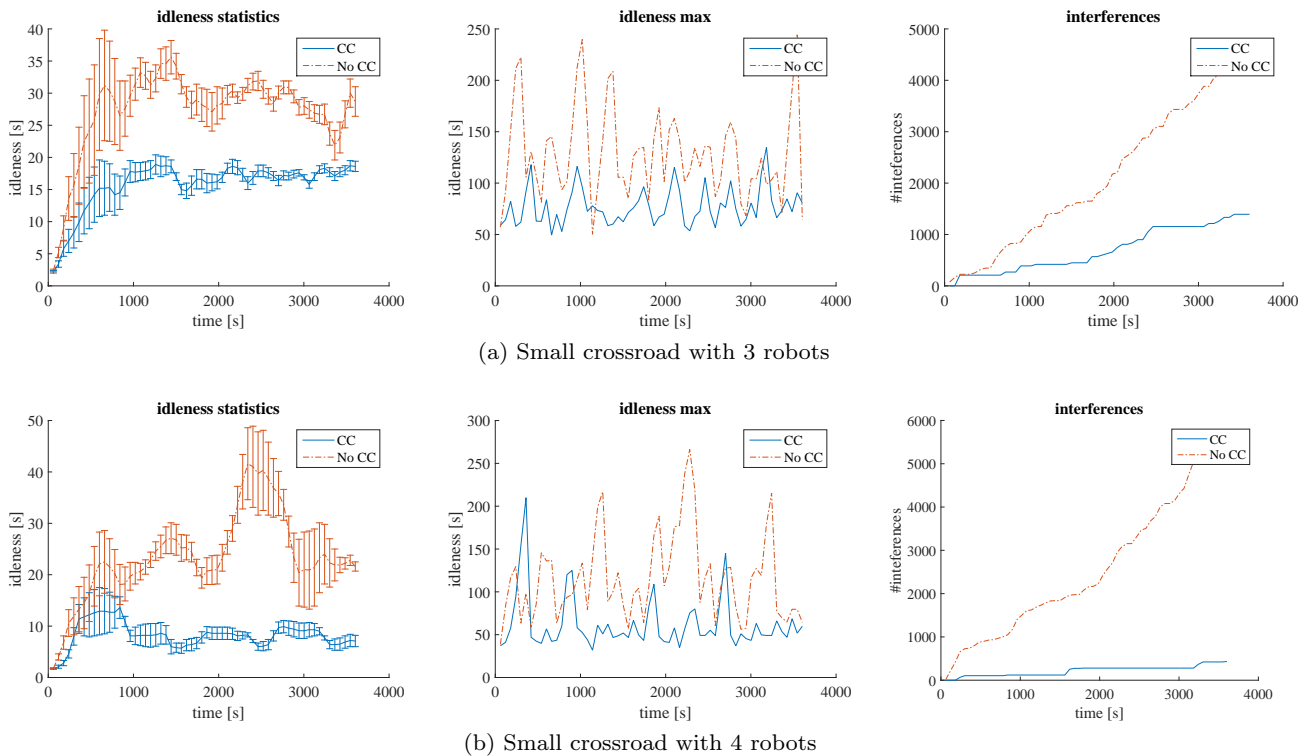 idleness statistics
40
35
30
25
20
15
10
5
0
idleness [s]
0
1000
2000
3000
4000
time [s]
CC
No CC
idleness max
250
200
150
100
50
0
idleness [s]
0
1000
2000
3000
4000
time [s]
CC
No CC
interferences
5000
4000
3000
2000
1000
0
#interferences
0
1000
2000
3000
4000
time [s]
CC
No CC
(a) Small crossroad with 3 robots
idleness statistics
50
40
30
20
10
0
idleness [s]
0
1000
2000
3000
4000
time [s]
CC
No CC
idleness max
300
250
200
150
100
50
0
idleness [s]
0
1000
2000
3000
4000
time [s]
CC
No CC
interferences
6000
5000
4000
3000
2000
1000
0
#interferences
0
1000
2000
3000
4000
time [s]
CC
No CC
(b) Small crossroad with 4 robots